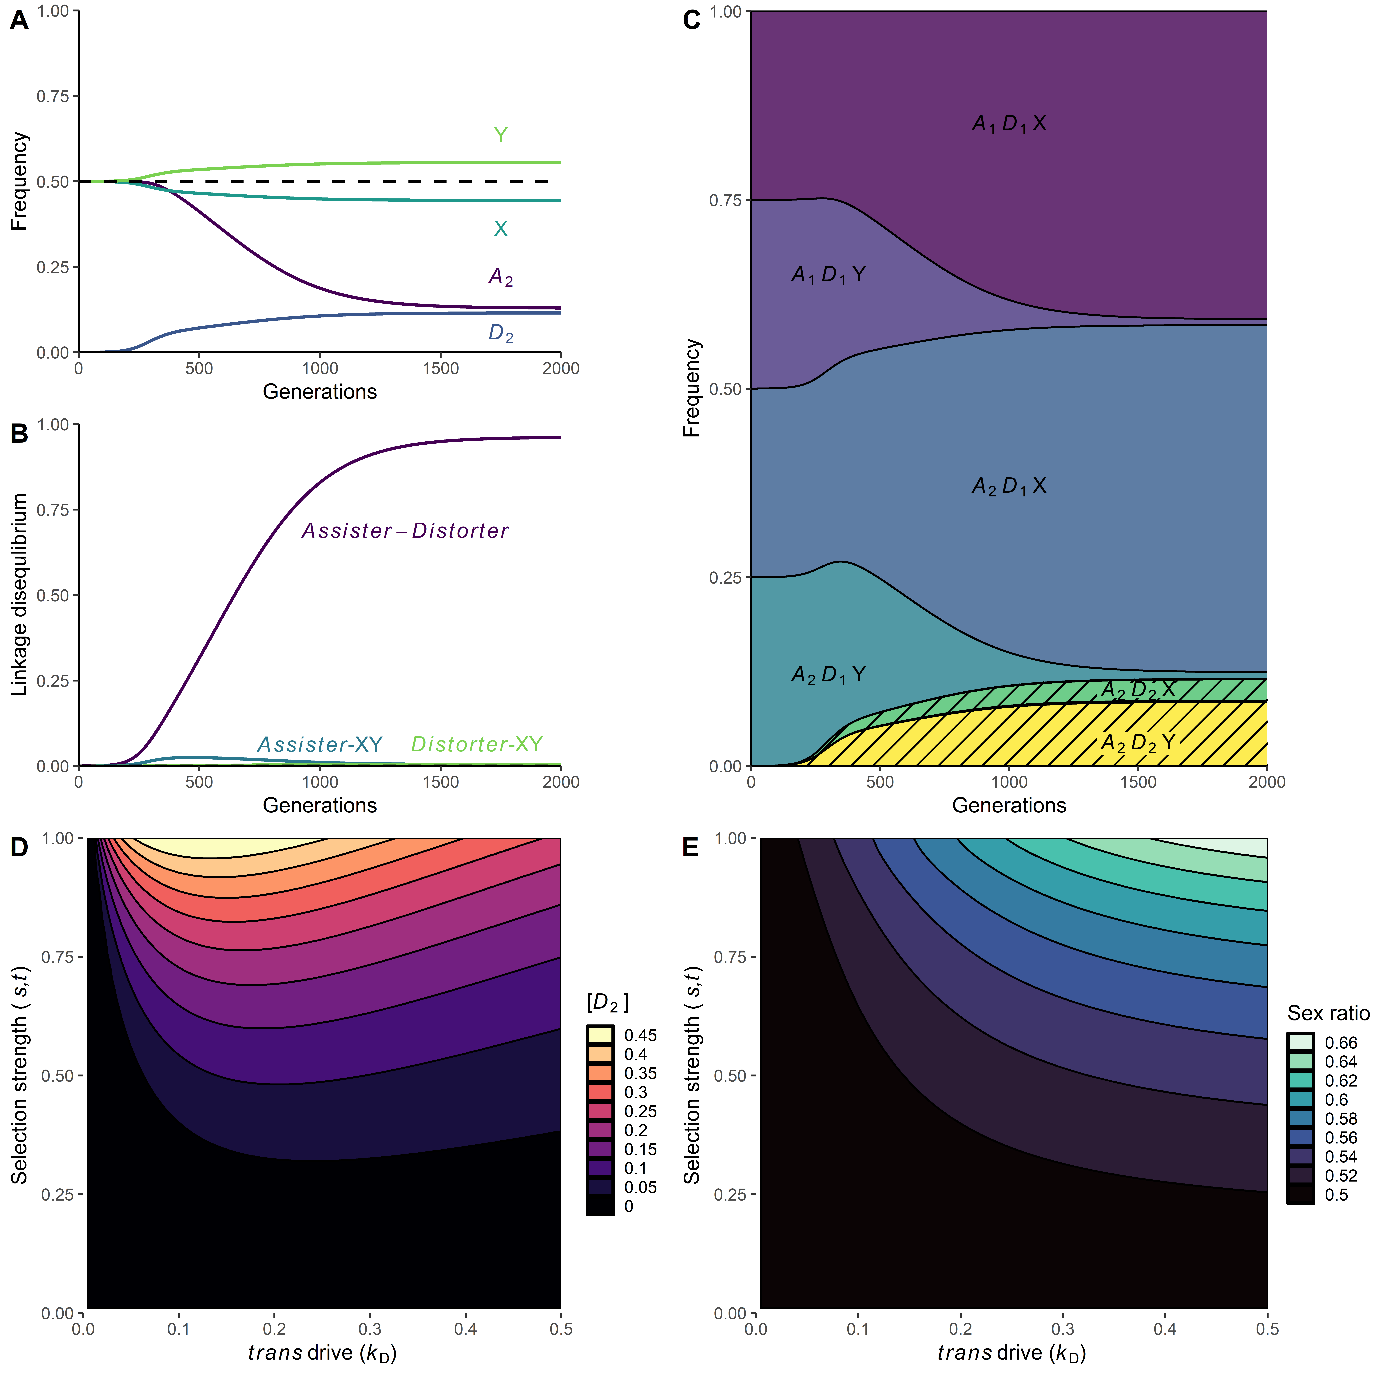 A
1.00
0.75
0.50
0.25
0.00
Frequency
Y
X
A2
D2
0
500
1000
1500
2000
Generations
B
1.00
0.75
0.50
0.25
0.00
Linkage disequlibrium
Assister – Distorter
Assister-XY
Distorter-XY
0
500
1000
1500
2000
Generations
C
1.00
0.75
0.50
0.25
0.00
Frequency
A1 D1 X
A1 D1 Y
A2 D1 X
A2 D1 Y
A2 D2 X
A2 D2 Y
0
500
1000
1500
2000
Generations
D
1.00
0.75
0.50
0.25
0.00
Selection strength ( s,t)
0.0
0.1
0.2
0.3
0.4
0.5
trans drive (kD)
[D2 ]
0.45
0.4
0.35
0.3
0.25
0.2
0.15
0.1
0.05
0
E
1.00
0.75
0.50
0.25
0.00
Selection strength ( s,t)
0.0
0.1
0.2
0.3
0.4
0.5
trans drive (kD)
Sex ratio
0.66
0.64
0.62
0.6
0.58
0.56
0.54
0.52
0.5